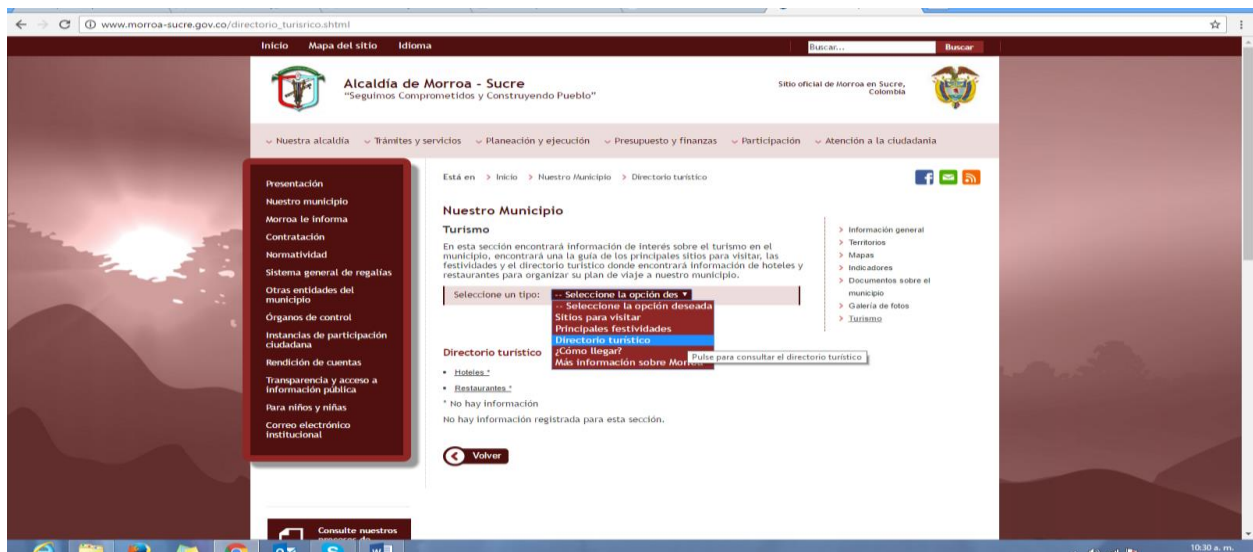 www.morroa-sucre.gov.co/directorio_turisrico.shtml
Inicio Mapa del sitio Idioma
Buscar... Buscar
Alcaldía de Morroa - Sucre
"Seguimos Comprometidos y Construyendo Pueblo"
Sitio oficial de Morroa en Sucre,
Colombia
Nuestra alcaldía Trámites y servicios Planeación y ejecución Presupuesto y finanzas Participación Atención a la ciudadanía
Presentación
Nuestro municipio
Morroa le informa
Contratación
Normatividad
Sistema general de regalías
Otras entidades del
municipio
Órganos de control
Instancias de participación
ciudadana
Rendición de cuentas
Transparencia y acceso a
información pública
Para niños y niñas
Correo electrónico
institucional
Consulte nuestros
procesos de
Está en > Inicio > Nuestro Municipio > Directorio turístico
Nuestro Municipio
Turismo
En esta sección encontrará información de interés sobre el turismo en el
municipio, encontrará una la guía de los principales sitios para visitar, las
festividades y el directorio turístico donde encontrará información de hoteles y
restaurantes para organizar su plan de viaje a nuestro municipio.
Seleccione un tipo: -- Seleccione la opción des
-- Seleccione la opción deseada
Sitios para visitar
Principales festividades
Directorio turístico
¿Cómo llegar?
Más información sobre Morroa
Pulse para consultar el directorio turístico
Directorio turístico
Hoteles *
Restaurantes *
* No hay información
No hay información registrada para esta sección.
Volver
> Información general
> Territorios
> Mapas
> Indicadores
> Documentos sobre el
municipio
> Galería de fotos
> Turismo
10:30 a. m.